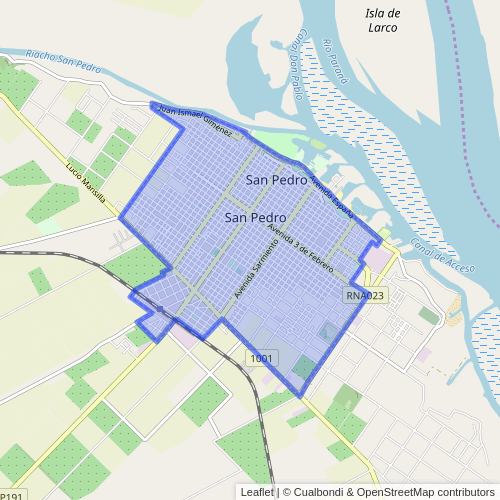 Isla de
Larco
Riacho San Pedro
Canal Don
Pablo
Río Paraná
Juan Ismael Giménez
Lucio Mansilla
San Pedro
Avenida España
San Pedro
Avenida 3 de Febrero
Avenida Sarmiento
Canal de Acceso
RNA023
1001
P191
Leaflet | © Cualbondi & OpenStreetMap contributors